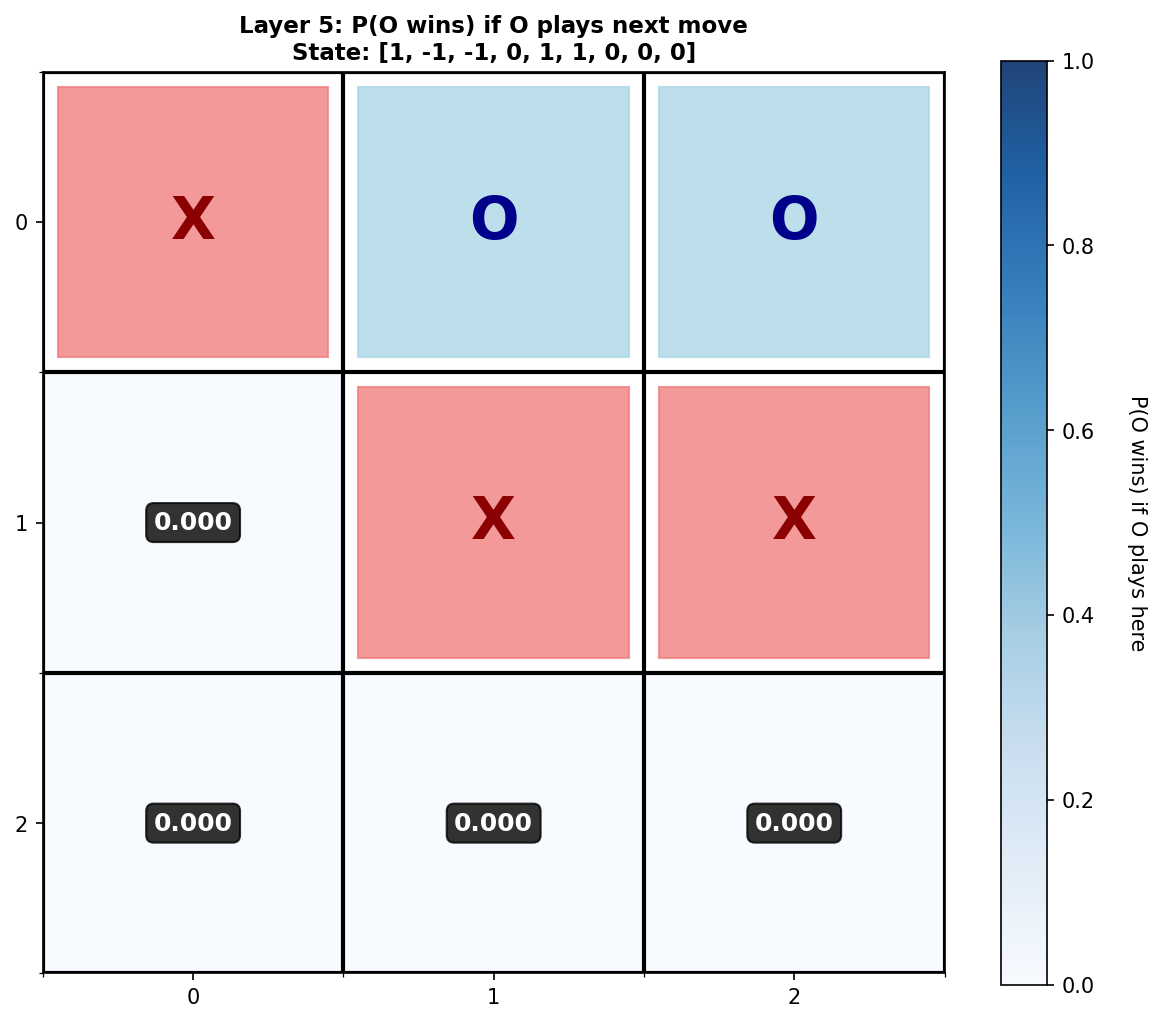 Layer 5: P(O wins) if O plays next move
State: [1, -1, -1, 0, 1, 1, 0, 0, 0]
0
X
O
O
1
0.000
X
X
2
0.000
0.000
0.000
0
1
2
1.0
0.8
0.6
0.4
0.2
0.0
P(O wins) if O plays here